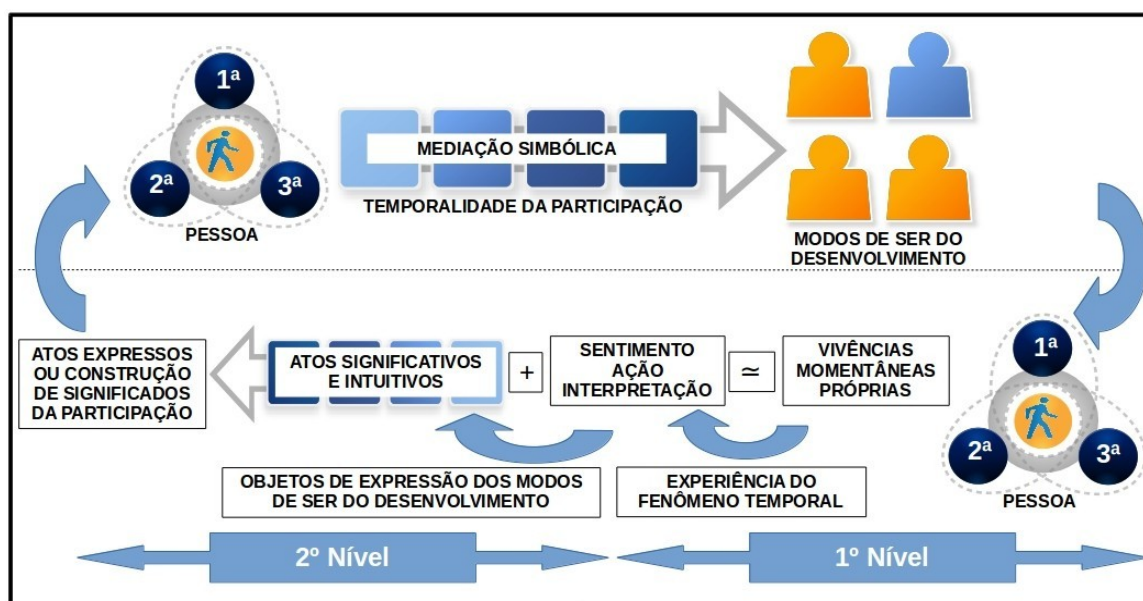 1ª
2ª
3ª
PESSOA
MEDIAÇÃO SIMBÓLICA
TEMPORALIDADE DA PARTICIPAÇÃO
MODOS DE SER DO
DESENVOLVIMENTO
ATOS EXPRESSOS
OU CONSTRUÇÃO
DE SIGNIFICADOS
DA PARTICIPAÇÃO
ATOS SIGNIFICATIVOS
E INTUITIVOS
+
SENTIMENTO
AÇÃO
INTERPRETAÇÃO
≃
VIVÊNCIAS
MOMENTÂNEAS
PRÓPRIAS
1ª
2ª
3ª
PESSOA
OBJETOS DE EXPRESSÃO DOS MODOS
DE SER DO DESENVOLVIMENTO
EXPERIÊNCIA DO
FENÔMENO TEMPORAL
2º Nível
1º Nível